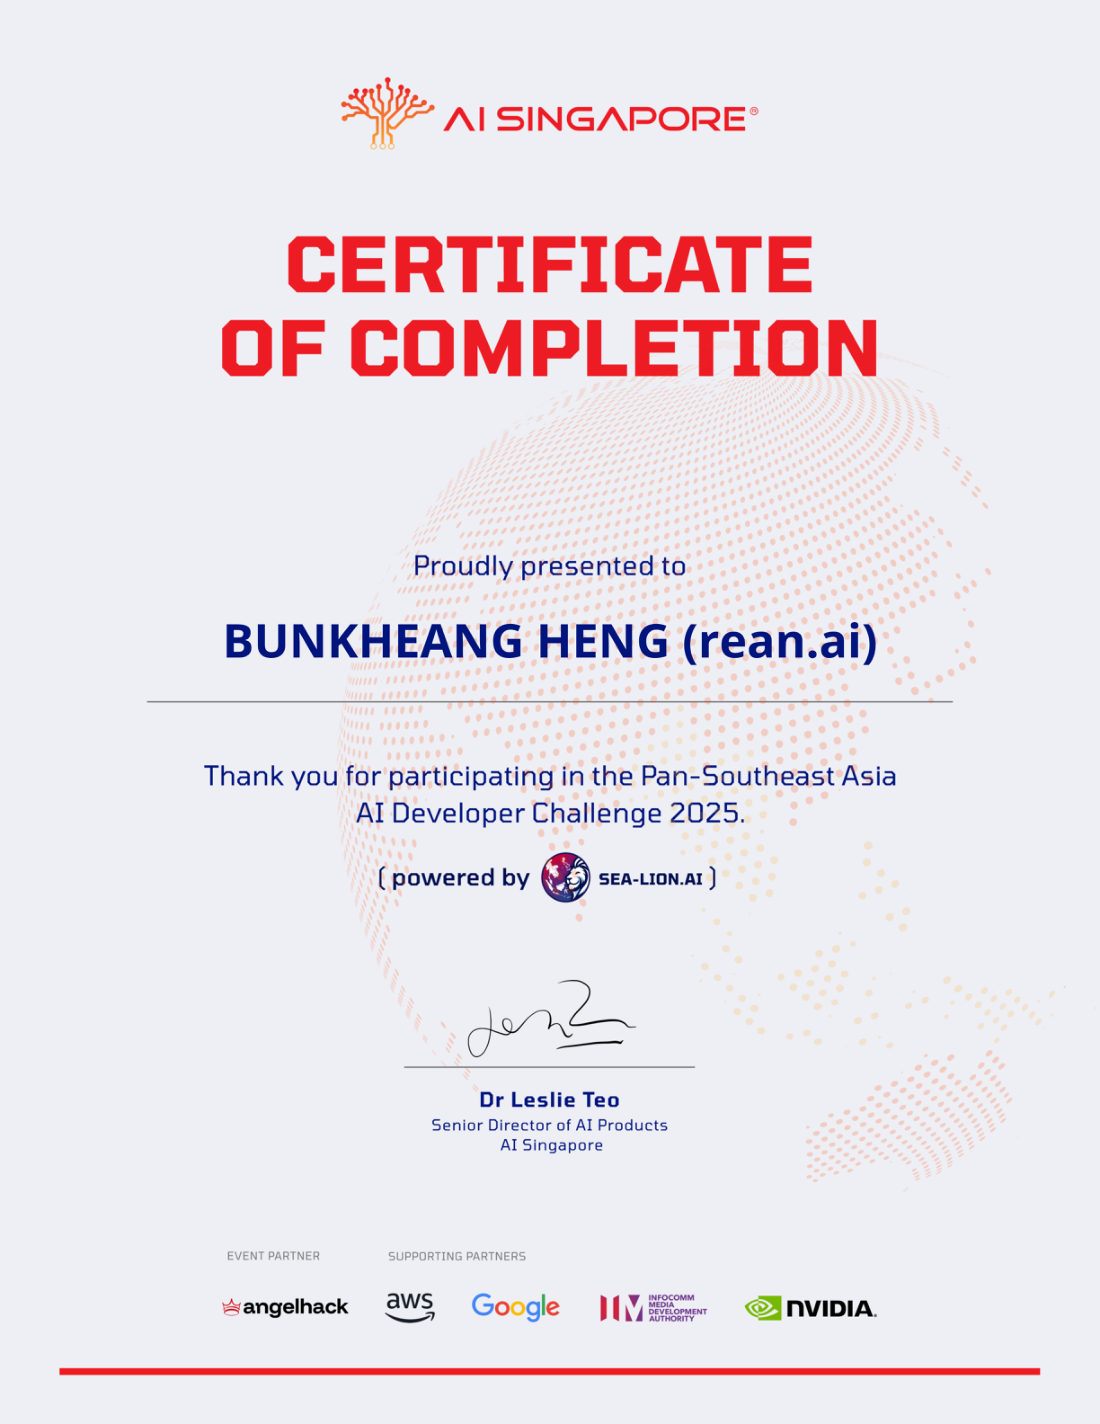 AI SINGAPORE®
CERTIFICATE
OF COMPLETION
Proudly presented to
BUNKHEANG HENG (rean.ai)
Thank you for participating in the Pan-Southeast Asia
AI Developer Challenge 2025.
( powered by SEA-LION.AI )
Dr Leslie Teo
Senior Director of AI Products
AI Singapore
EVENT PARTNER SUPPORTING PARTNERS
angelhack aws Google INFOCOMM
MEDIA
DEVELOPMENT
AUTHORITY
NVIDIA.